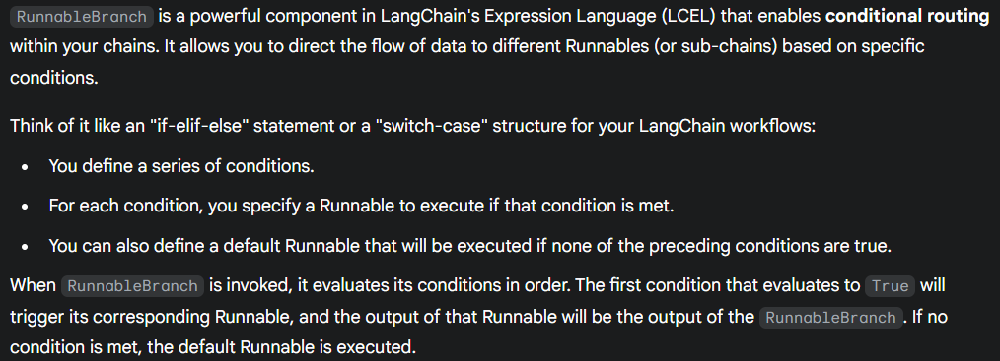 RunnableBranch is a powerful component in LangChain's Expression Language (LCEL) that enables conditional routing
within your chains. It allows you to direct the flow of data to different Runnables (or sub-chains) based on specific
conditions.
Think of it like an "if-elif-else" statement or a "switch-case" structure for your LangChain workflows:
• You define a series of conditions.
• For each condition, you specify a Runnable to execute if that condition is met.
• You can also define a default Runnable that will be executed if none of the preceding conditions are true.
When RunnableBranch is invoked, it evaluates its conditions in order. The first condition that evaluates to True will
trigger its corresponding Runnable, and the output of that Runnable will be the output of the RunnableBranch. If no
condition is met, the default Runnable is executed.